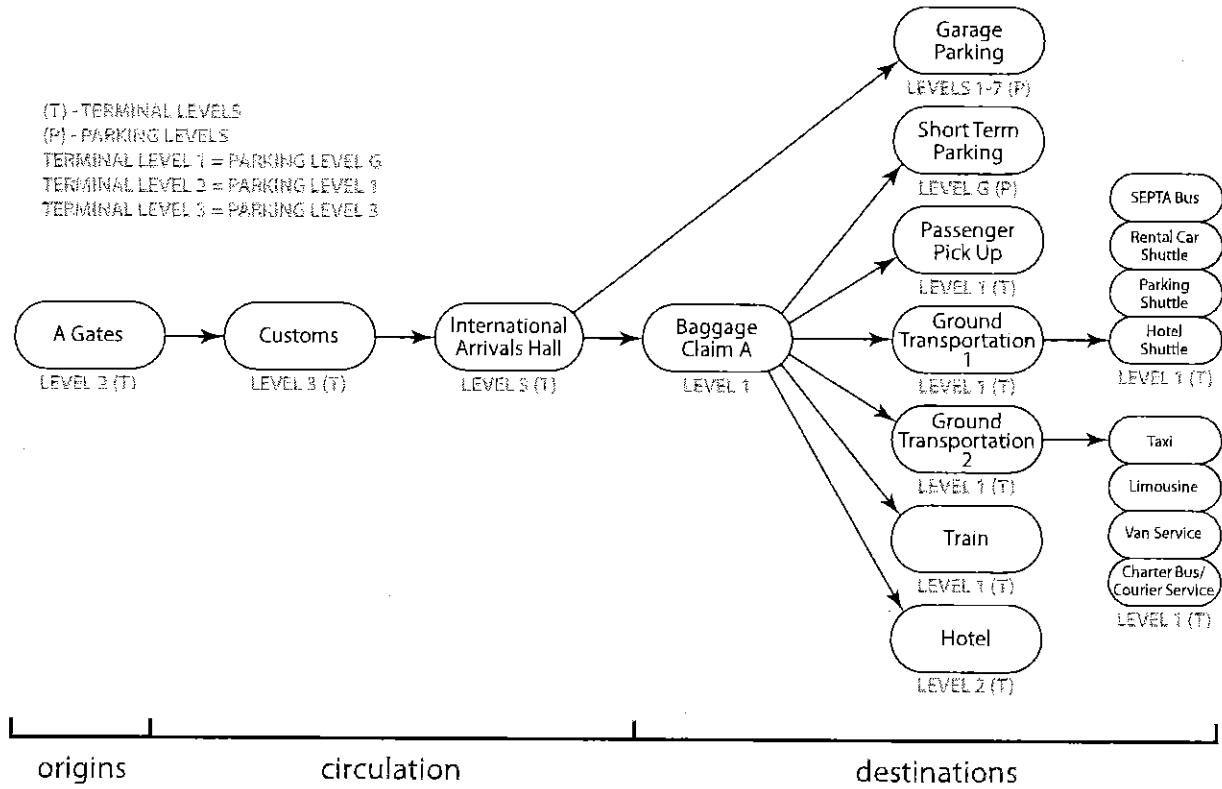 Garage
Parking
LEVELS 1-7 (P)
(T) - TERMINAL LEVELS
(P) - PARKING LEVELS
TERMINAL LEVEL 1 = PARKING LEVEL G
TERMINAL LEVEL 2 = PARKING LEVEL 1
TERMINAL LEVEL 3 = PARKING LEVEL 3
Short Term
Parking
LEVEL G (P)
Passenger
Pick Up
LEVEL 1 (T)
A Gates
LEVEL 2 (T)
Customs
LEVEL 3 (T)
International
Arrivals Hall
LEVEL 3 (T)
Baggage
Claim A
LEVEL 1
Ground
Transportation
1
LEVEL 1 (T)
SEPTA Bus
Rental Car
Shuttle
Parking
Shuttle
Hotel
Shuttle
LEVEL 1 (T)
Ground
Transportation
2
LEVEL 1 (T)
Taxi
Limousine
Van Service
Charter Bus/
Courier Service
LEVEL 1 (T)
Train
LEVEL 1 (T)
Hotel
LEVEL 2 (T)
origins
circulation
destinations